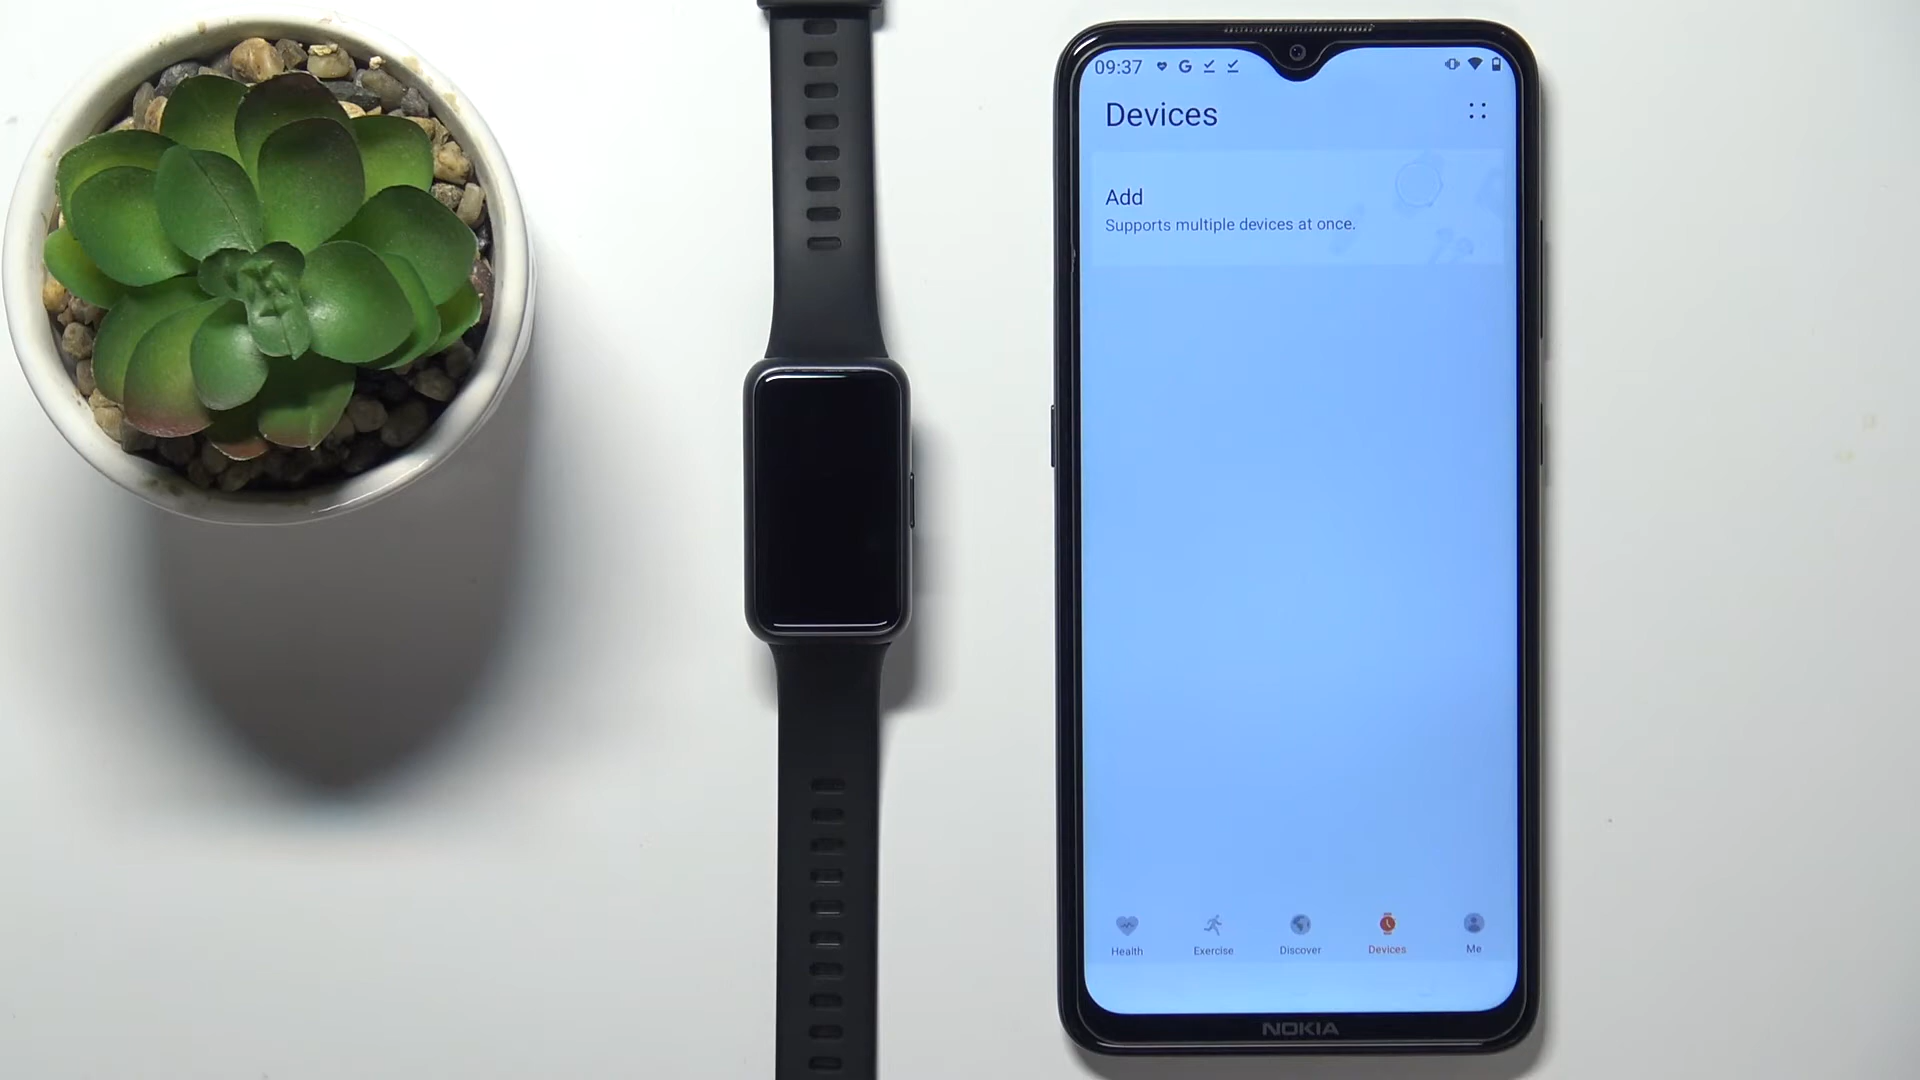 09:37
Devices
Add
Supports multiple devices at once.
Health
Exercise
Discover
Devices
Me
NOKIA